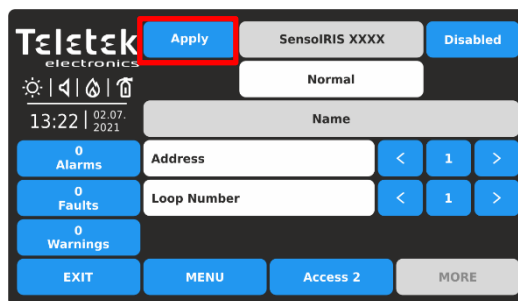 Teletek
electronics
13:22 02.07.
2021
0
Alarms
0
Faults
0
Warnings
EXIT
Apply
SensoIRIS XXXX
Disabled
Normal
Name
Address
< 1 >
Loop Number
< 1 >
MENU
Access 2
MORE